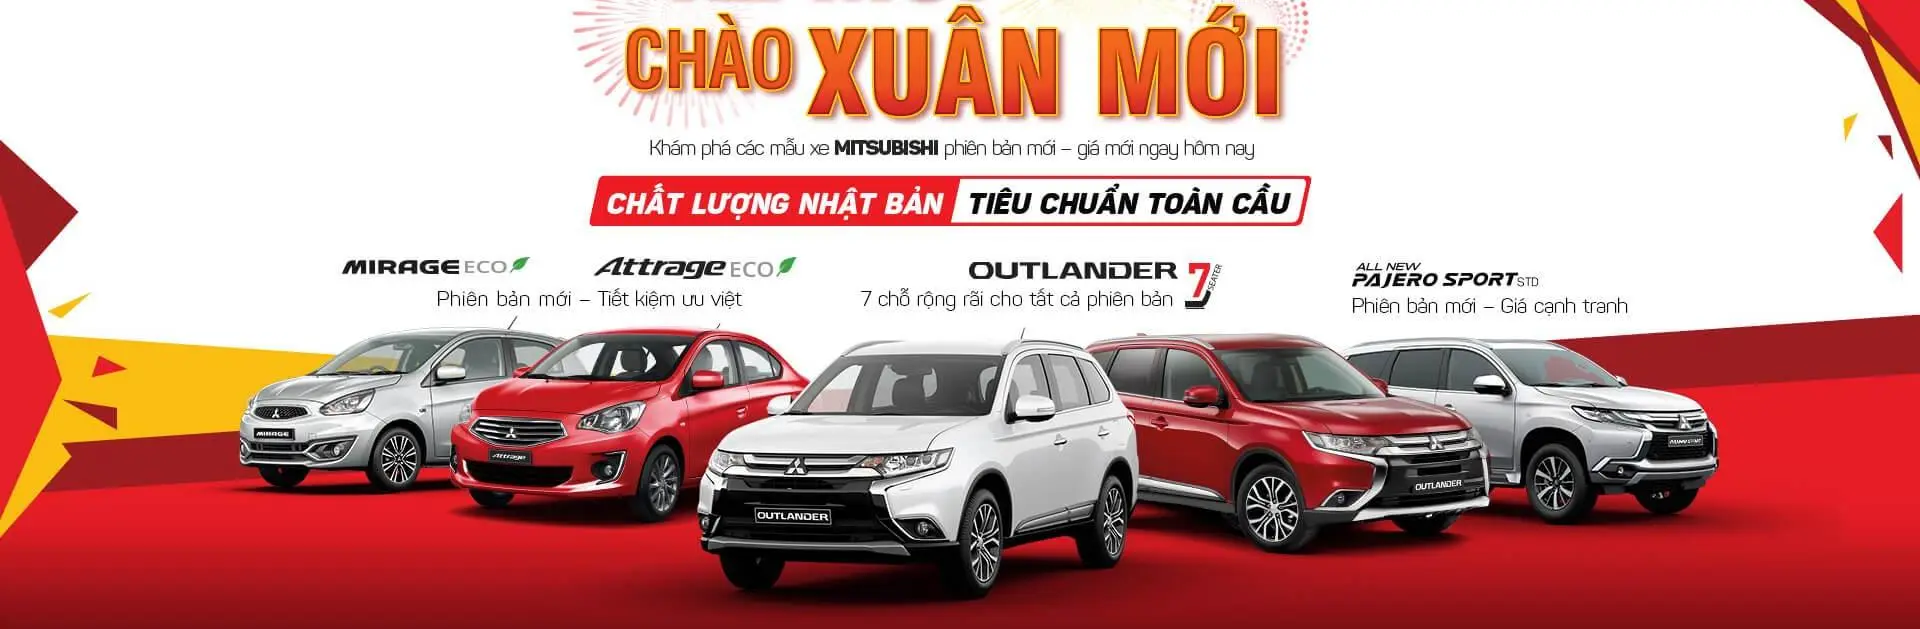 CHÀO XUÂN MỚI
Khám phá các mẫu xe MITSUBISHI phiên bản mới – giá mới ngay hôm nay
CHẤT LƯỢNG NHẬT BẢN TIÊU CHUẨN TOÀN CẦU
MIRAGE ECO
Attrage ECO
Phiên bản mới – Tiết kiệm ưu việt
OUTLANDER 7 SEATER
7 chỗ rộng rãi cho tất cả phiên bản
ALL NEW
PAJERO SPORT STD
Phiên bản mới – Giá cạnh tranh
MIRAGE
Attrage
OUTLANDER
OUTLANDER
PAJERO SPORT